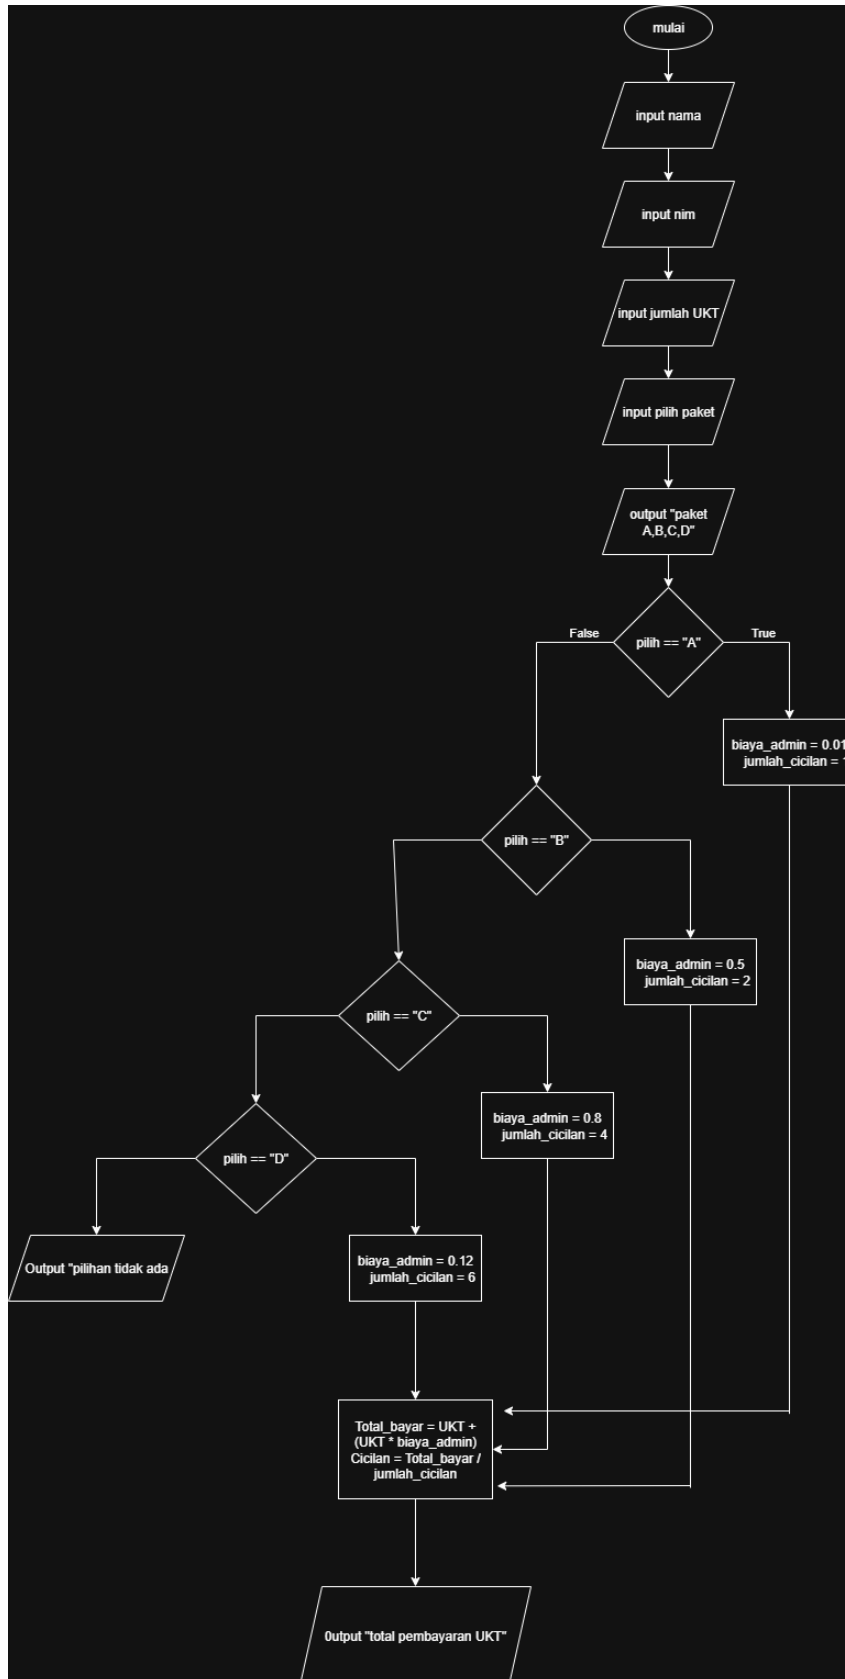 mulai
input nama
input nim
input jumlah UKT
input pilih paket
output "paket
A,B,C,D"
False
pilih == "A"
True
biaya_admin = 0.01
jumlah_cicilan = 1
pilih == "B"
biaya_admin = 0.5
jumlah_cicilan = 2
pilih == "C"
biaya_admin = 0.8
jumlah_cicilan = 4
pilih == "D"
Output "pilihan tidak ada
biaya_admin = 0.12
jumlah_cicilan = 6
Total_bayar = UKT +
(UKT * biaya_admin)
Cicilan = Total_bayar /
jumlah_cicilan
0utput "total pembayaran UKT"